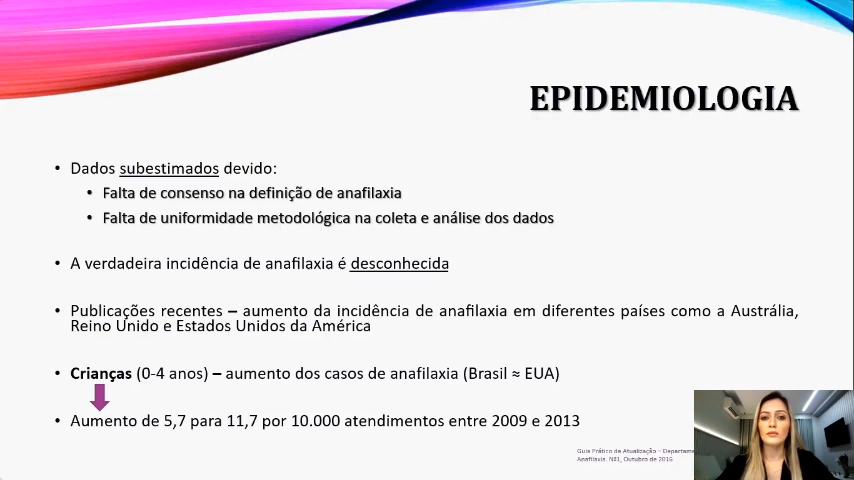 EPIDEMIOLOGIA
• Dados subestimados devido:
• Falta de consenso na definição de anafilaxia
• Falta de uniformidade metodológica na coleta e análise dos dados
• A verdadeira incidência de anafilaxia é desconhecida
• Publicações recentes – aumento da incidência de anafilaxia em diferentes países como a Austrália,
Reino Unido e Estados Unidos da América
• Crianças (0-4 anos) – aumento dos casos de anafilaxia (Brasil ≈ EUA)
• Aumento de 5,7 para 11,7 por 10.000 atendimentos entre 2009 e 2013
Guia Prático de Atualização – Departame
Anafilaxia. Nº1, Outubro de 2016